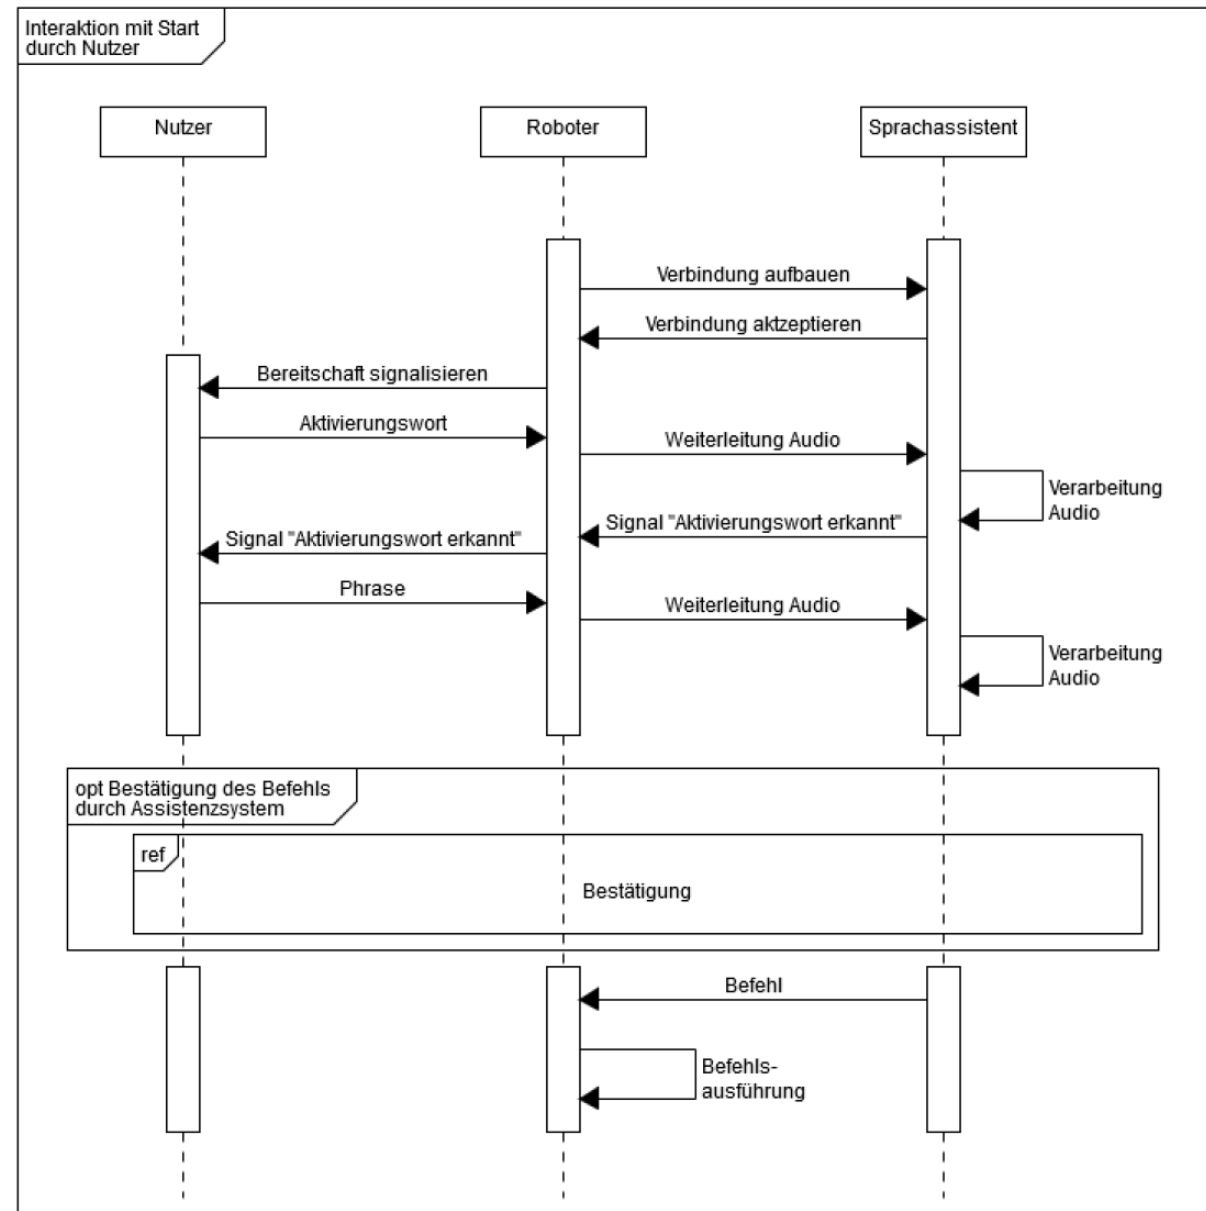 Interaktion mit Start
durch Nutzer
Nutzer
Roboter
Sprachassistent
Verbindung aufbauen
Verbindung aktzeptieren
Bereitschaft signalisieren
Aktivierungswort
Weiterleitung Audio
Verarbeitung
Audio
Signal "Aktivierungswort erkannt"
Signal "Aktivierungswort erkannt"
Phrase
Weiterleitung Audio
Verarbeitung
Audio
opt Bestätigung des Befehls
durch Assistenzsystem
ref
Bestätigung
Befehl
Befehls-
ausführung